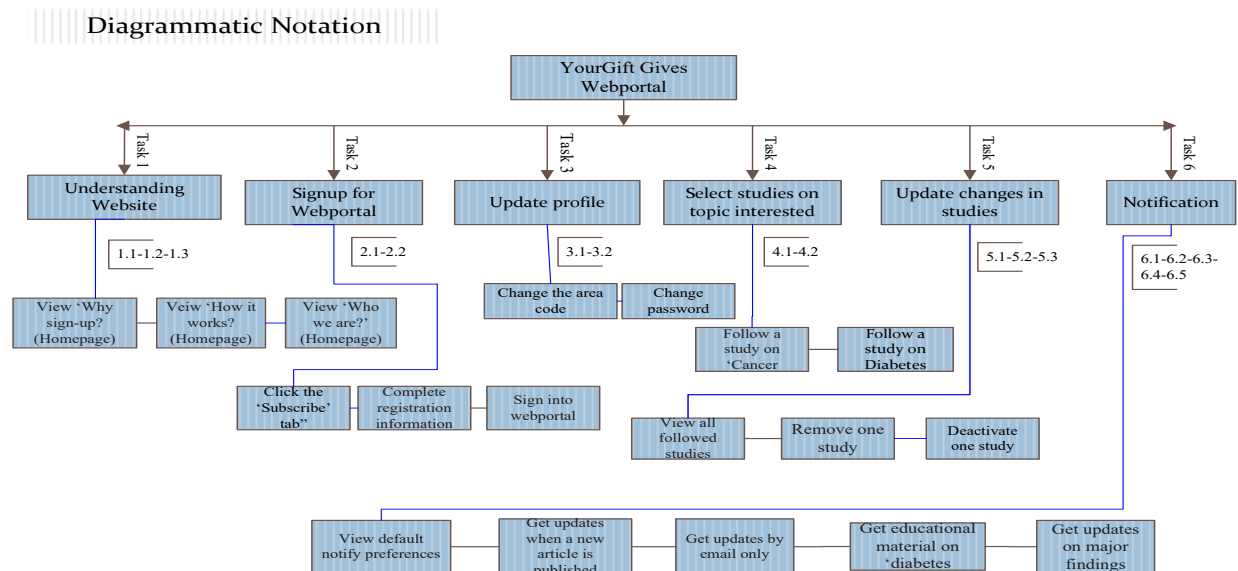 Diagrammatic Notation
YourGift Gives
Webportal
Task 1
Task 2
Task 3
Task 4
Task 5
Task 6
Understanding
Website
Signup for
Webportal
Update profile
Select studies on
topic interested
Update changes in
studies
Notification
1.1-1.2-1.3
2.1-2.2
3.1-3.2
4.1-4.2
5.1-5.2-5.3
6.1-6.2-6.3-
6.4-6.5
View ‘Why
sign-up?
(Homepage)
Veiw ‘How it
works?
(Homepage)
View ‘Who
we are?’
(Homepage)
Change the area
code
Change
password
Follow a
study on
‘Cancer
Follow a
study on
Diabetes
Click the
‘Subscribe’
tab”
Complete
registration
information
Sign into
webportal
View all
followed
studies
Remove one
study
Deactivate
one study
View default
notify preferences
Get updates
when a new
article is
published
Get updates by
email only
Get educational
material on
‘diabetes
Get updates
on major
findings